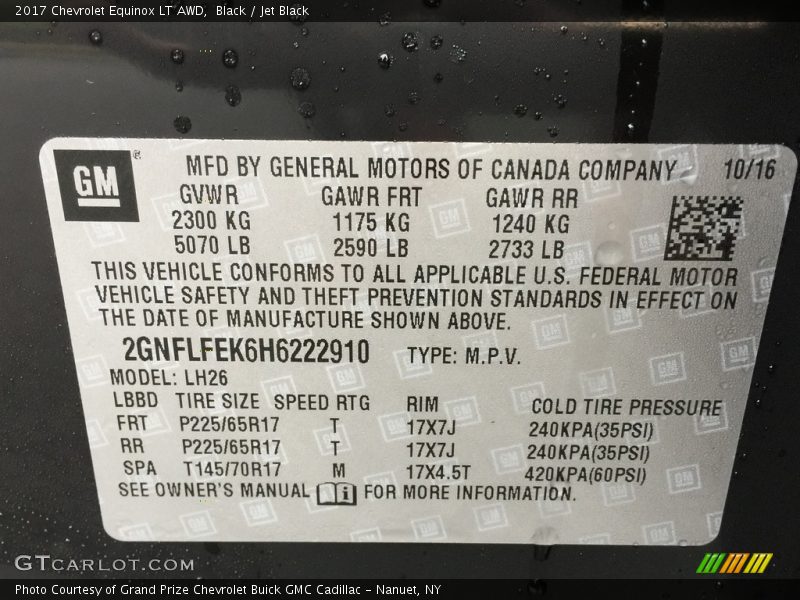 2017 Chevrolet Equinox LT AWD, Black / Jet Black
GM ® MFD BY GENERAL MOTORS OF CANADA COMPANY 10/16
GVWR GAWR FRT GAWR RR
2300 KG 1175 KG 1240 KG
5070 LB 2590 LB 2733 LB
THIS VEHICLE CONFORMS TO ALL APPLICABLE U.S. FEDERAL MOTOR
VEHICLE SAFETY AND THEFT PREVENTION STANDARDS IN EFFECT ON
THE DATE OF MANUFACTURE SHOWN ABOVE.
2GNFLFEK6H6222910 TYPE: M.P.V.
MODEL: LH26
LBBD TIRE SIZE SPEED RTG RIM COLD TIRE PRESSURE
FRT P225/65R17 T 17X7J 240KPA(35PSI)
RR P225/65R17 T 17X7J 240KPA(35PSI)
SPA T145/70R17 M 17X4.5T 420KPA(60PSI)
SEE OWNER'S MANUAL i FOR MORE INFORMATION.
GTCARLOT.COM
Photo Courtesy of Grand Prize Chevrolet Buick GMC Cadillac - Nanuet, NY